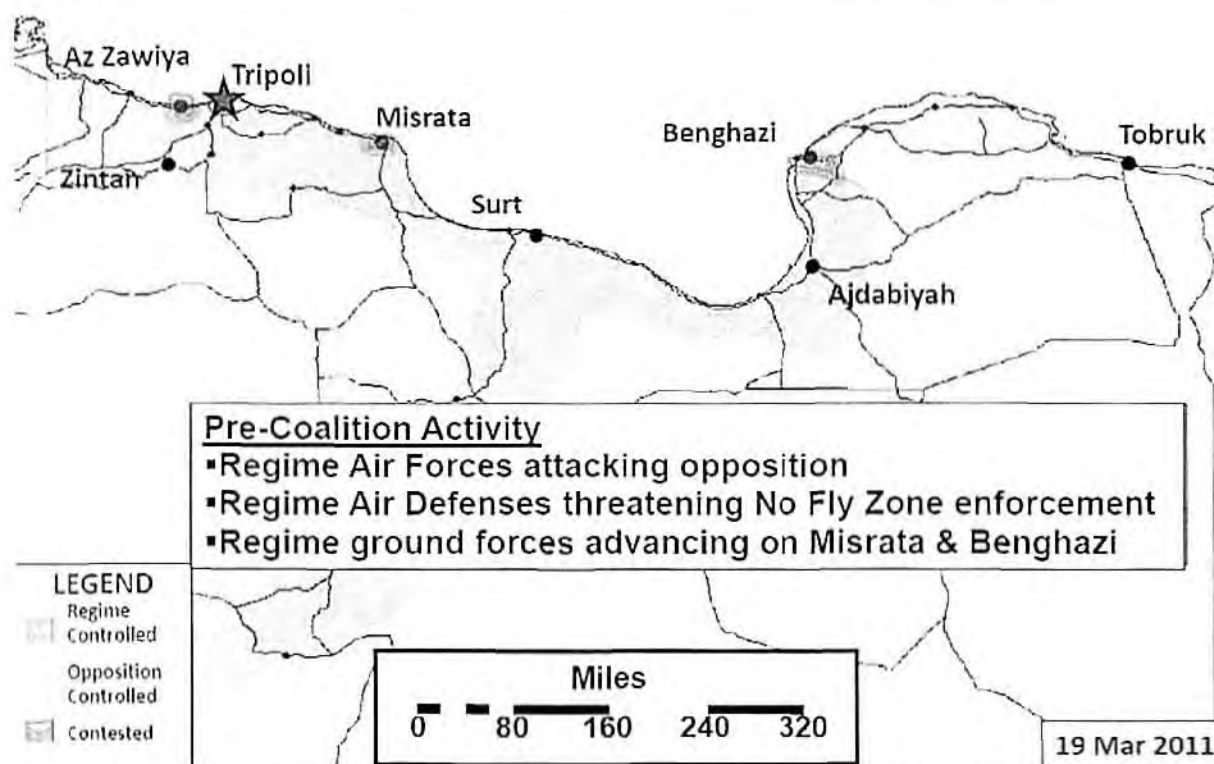 Az Zawiya
Tripoli
Misrata
Zintan
Surt
Benghazi
Tobruk
Ajdabiyah
Pre-Coalition Activity
▪Regime Air Forces attacking opposition
▪Regime Air Defenses threatening No Fly Zone enforcement
▪Regime ground forces advancing on Misrata & Benghazi
LEGEND
Regime
Controlled
Opposition
Controlled
Contested
Miles
0 80 160 240 320
19 Mar 2011